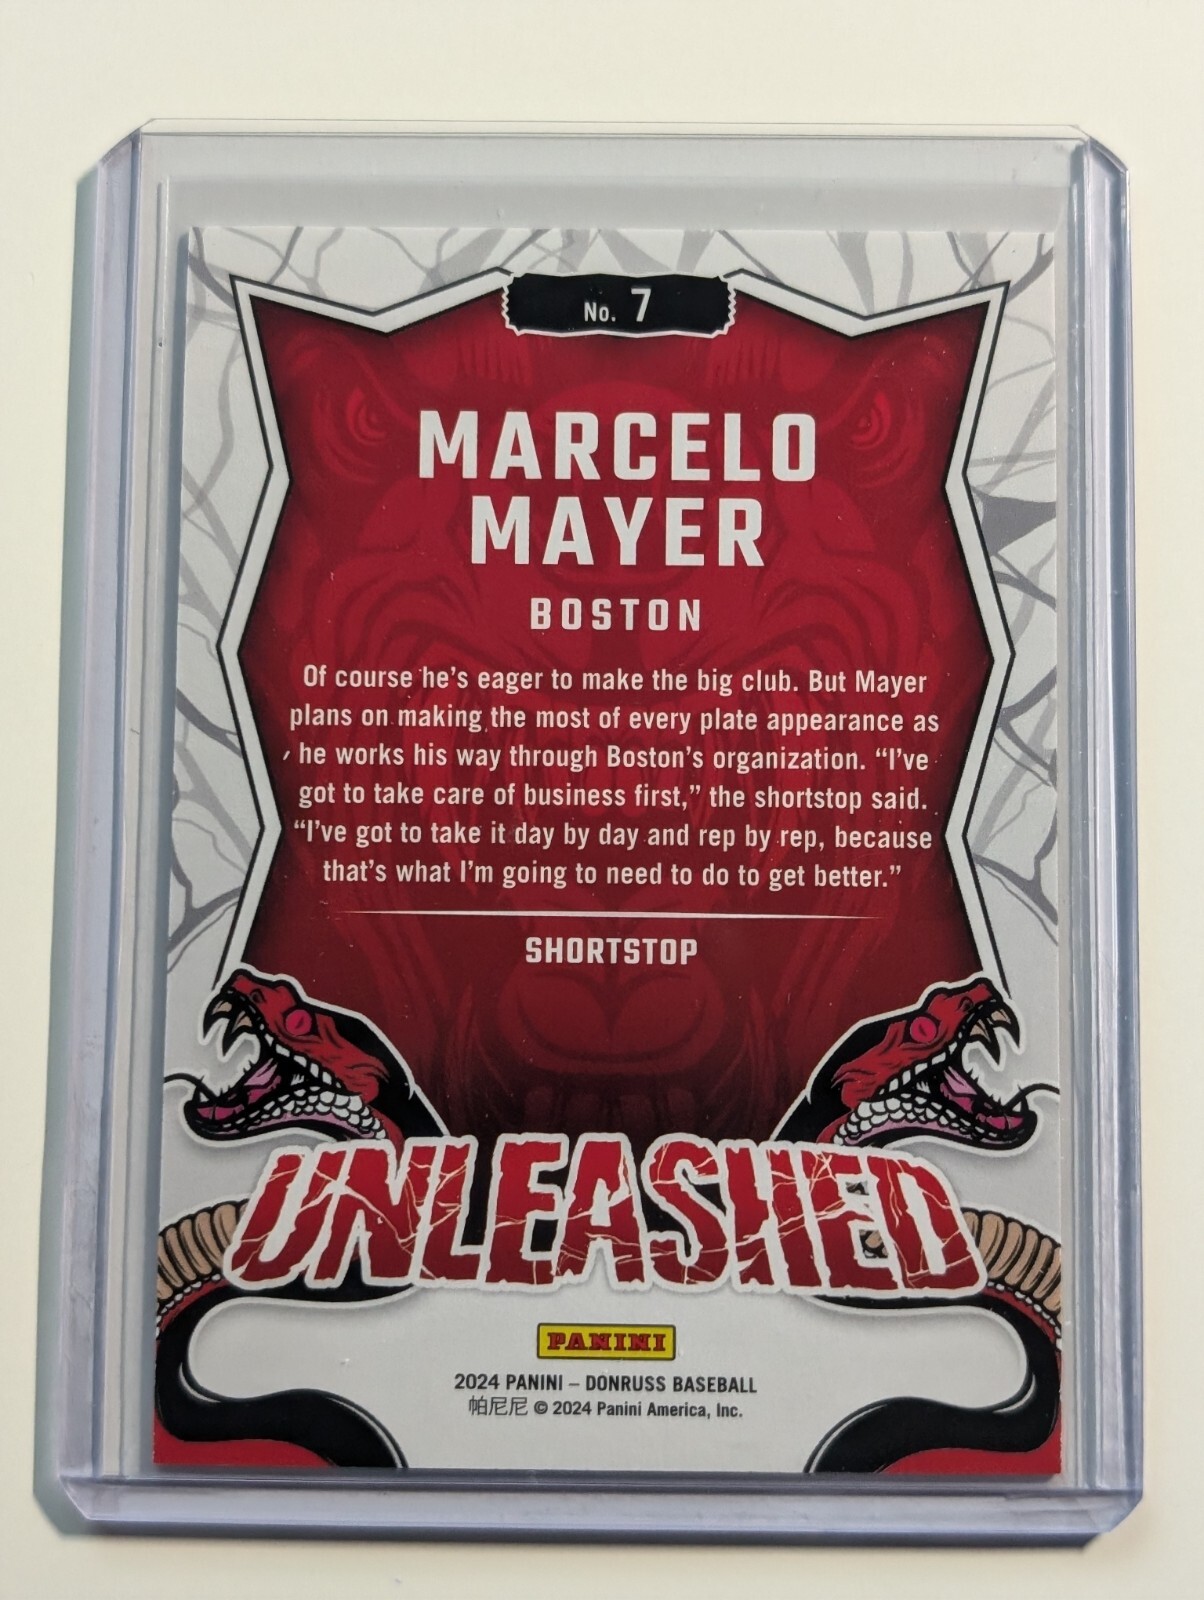 No. 7
MARCELO
MAYER
BOSTON
Of course he's eager to make the big club. But Mayer
plans on making the most of every plate appearance as
he works his way through Boston's organization. “I've
got to take care of business first,” the shortstop said.
“I've got to take it day by day and rep by rep, because
that's what I'm going to need to do to get better.”
SHORTSTOP
UNLEASHED
PANINI
2024 PANINI – DONRUSS BASEBALL
帕尼尼 © 2024 Panini America, Inc.